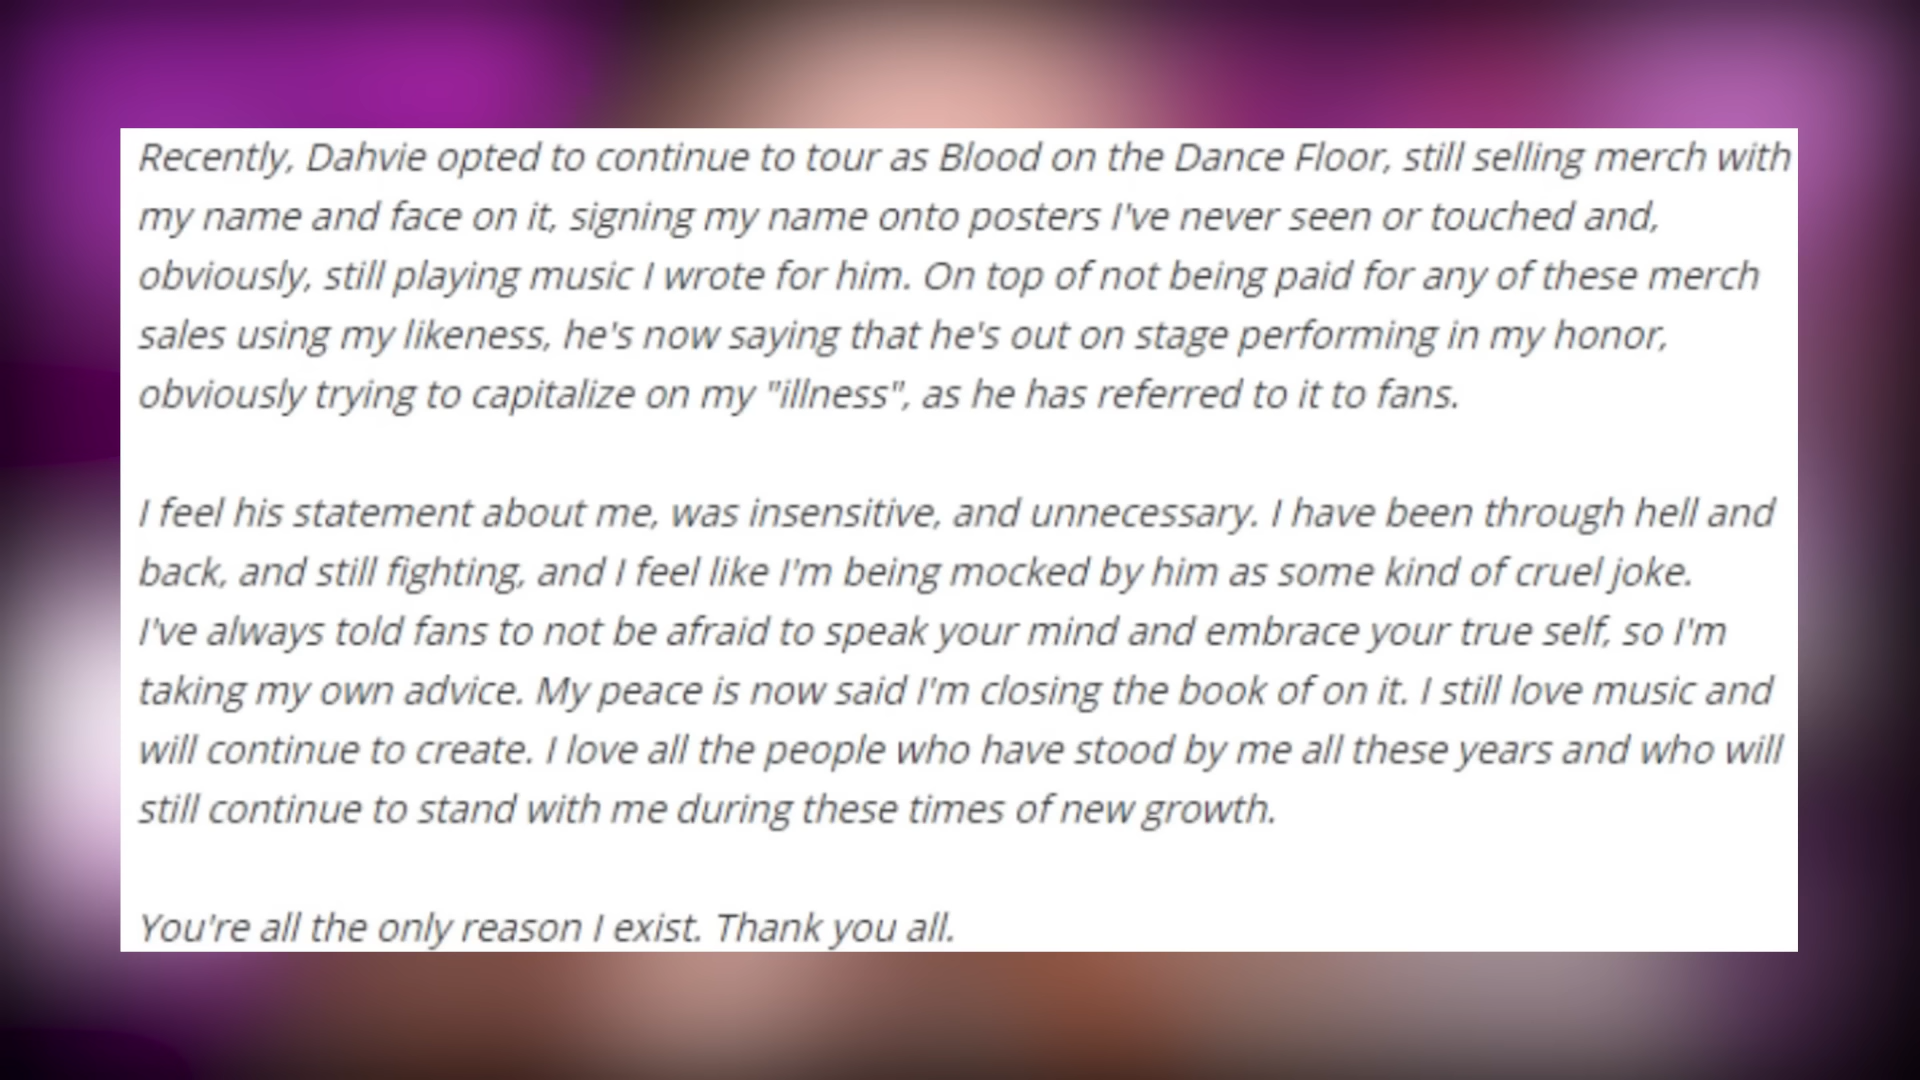 Recently, Dahvie opted to continue to tour as Blood on the Dance Floor, still selling merch with
my name and face on it, signing my name onto posters I've never seen or touched and,
obviously, still playing music I wrote for him. On top of not being paid for any of these merch
sales using my likeness, he's now saying that he's out on stage performing in my honor,
obviously trying to capitalize on my "illness", as he has referred to it to fans.
I feel his statement about me, was insensitive, and unnecessary. I have been through hell and
back, and still fighting, and I feel like I'm being mocked by him as some kind of cruel joke.
I've always told fans to not be afraid to speak your mind and embrace your true self, so I'm
taking my own advice. My peace is now said I'm closing the book of on it. I still love music and
will continue to create. I love all the people who have stood by me all these years and who will
still continue to stand with me during these times of new growth.
You're all the only reason I exist. Thank you all.